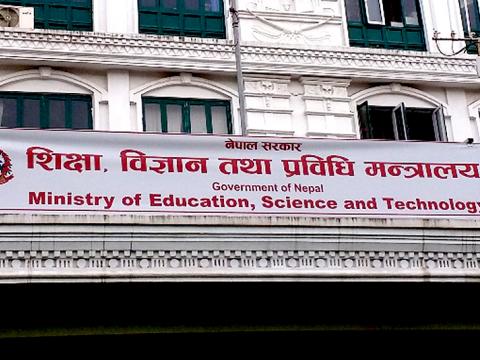 नेपाल सरकार
शिक्षा, विज्ञान तथा प्रविधि मन्त्रालय
Government of Nepal
Ministry of Education, Science and Technology